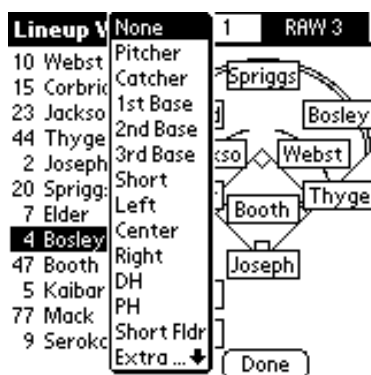 Lineup V
1
RAW 3
None
Pitcher
Catcher
1st Base
2nd Base
3rd Base
Short
Left
Center
Right
DH
PH
Short Fldr
Extra ...
10 Webst
15 Corbric
23 Jackso
44 Thyge
2 Joseph
20 Sprigg
7 Elder
4 Bosley
47 Booth
5 Kaibar
77 Mack
9 Serokc
Spriggs
Bosley
kso
Webst
Thyge
Booth
Joseph
Done